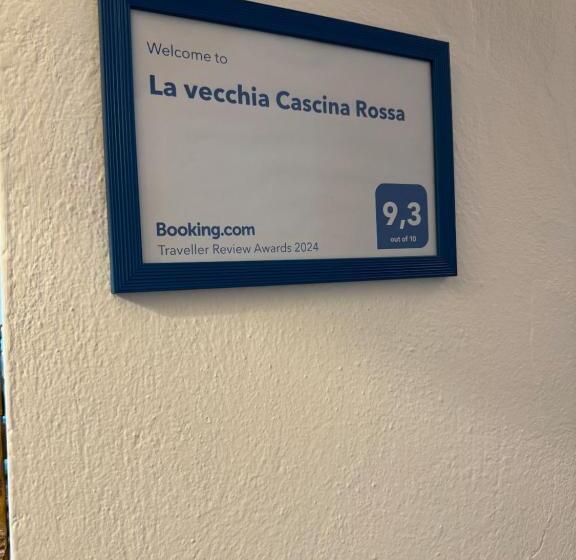 Welcome to
La vecchia Cascina Rossa
9,3
out of 10
Booking.com
Traveller Review Awards 2024